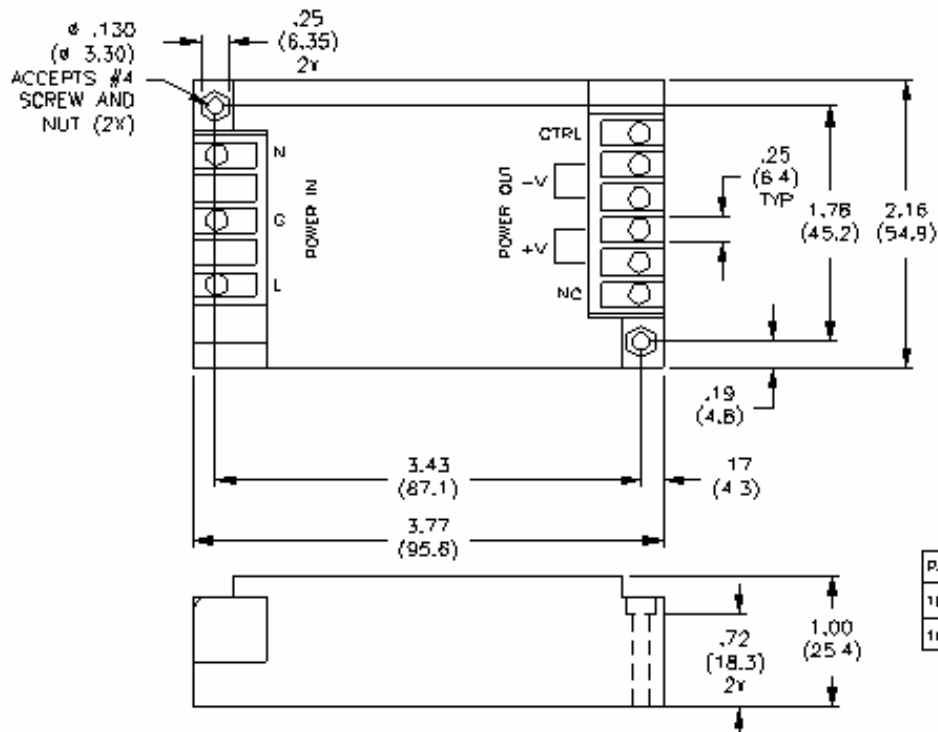 ø .130
(ø 3.30)
ACCEPTS #4
SCREW AND
NUT (2X)
.25
(6.35)
2X
N
G
L
POWER IN
CTRL
-V
+V
NC
POWER OUT
.25
(6.4)
TYP
1.78
(45.2)
2.16
(54.9)
.19
(4.8)
3.43
(87.1)
.17
(4.3)
3.77
(95.8)
.72
(18.3)
2X
1.00
(25.4)